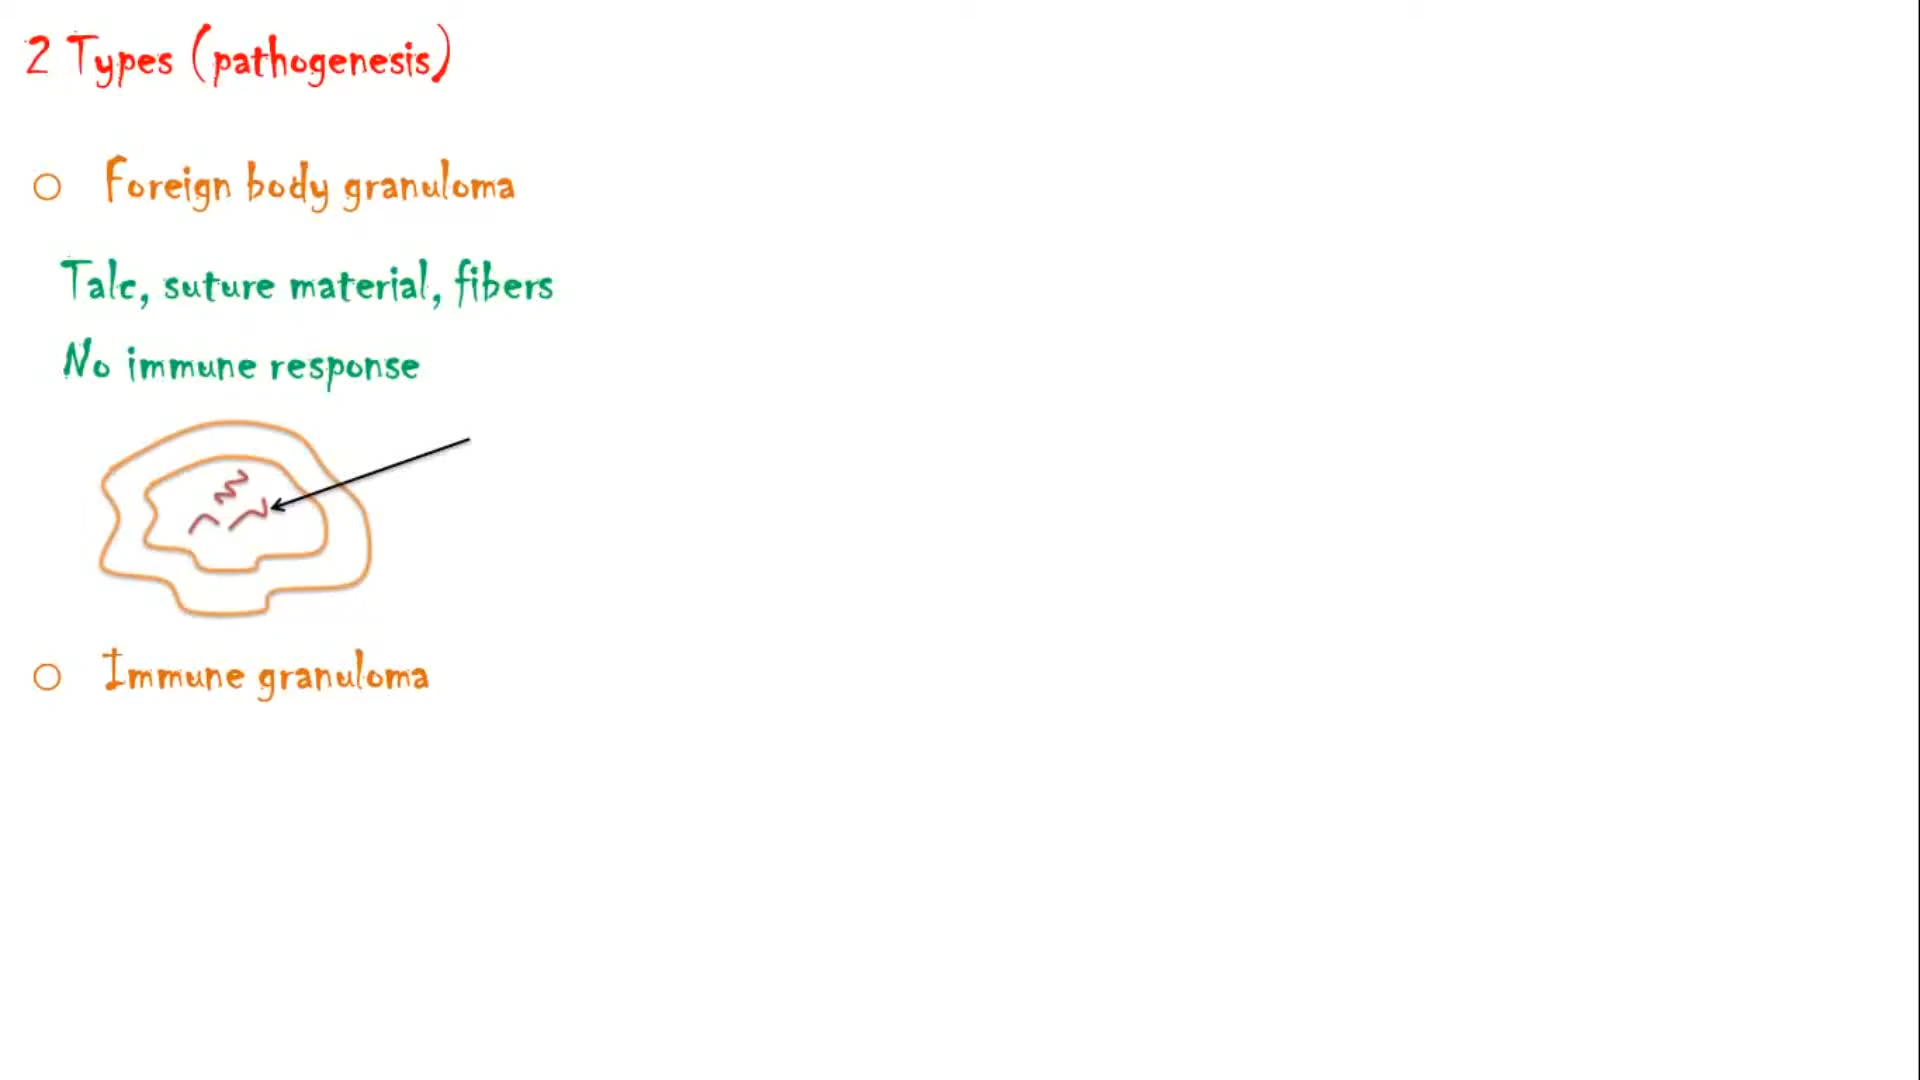 2 Types (pathogenesis)
Foreign body granuloma
Talc, suture material, fibers
No immune response
Immune granuloma